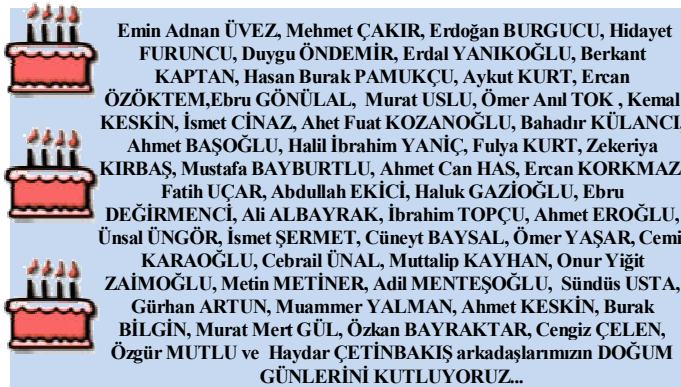 Emin Adnan ÜVEZ, Mehmet ÇAKIR, Erdoğan BURGUCU, Hidayet
FURUNCU, Duygu ÖNDEMİR, Erdal YANIKOĞLU, Berkant
KAPTAN, Hasan Burak PAMUKÇU, Aykut KURT, Ercan
ÖZÖKTEM,Ebru GÖNÜLAL, Murat USLU, Ömer Anıl TOK , Kemal
KESKİN, İsmet CİNAZ, Ahet Fuat KOZANOĞLU, Bahadır KÜLANCI,
Ahmet BAŞOĞLU, Halil İbrahim YANİÇ, Fulya KURT, Zekeriya
KIRBAŞ, Mustafa BAYBURTLU, Ahmet Can HAS, Ercan KORKMAZ
Fatih UÇAR, Abdullah EKİCİ, Haluk GAZİOĞLU, Ebru
DEĞİRMENCİ, Ali ALBAYRAK, İbrahim TOPÇU, Ahmet EROĞLU,
Ünsal ÜNGÖR, İsmet ŞERMET, Cüneyt BAYSAL, Ömer YAŞAR, Cemi
KARAOĞLU, Cebrail ÜNAL, Muttalip KAYHAN, Onur Yiğit
ZAİMOĞLU, Metin METİNER, Adil MENTEŞOĞLU, Sündüs USTA,
Gürhan ARTUN, Muammer YALMAN, Ahmet KESKİN, Burak
BİLGİN, Murat Mert GÜL, Özkan BAYRAKTAR, Cengiz ÇELEN,
Özgür MUTLU ve Haydar ÇETİNBAKIŞ arkadaşlarımızın DOĞUM
GÜNLERİNİ KUTLUYORUZ...